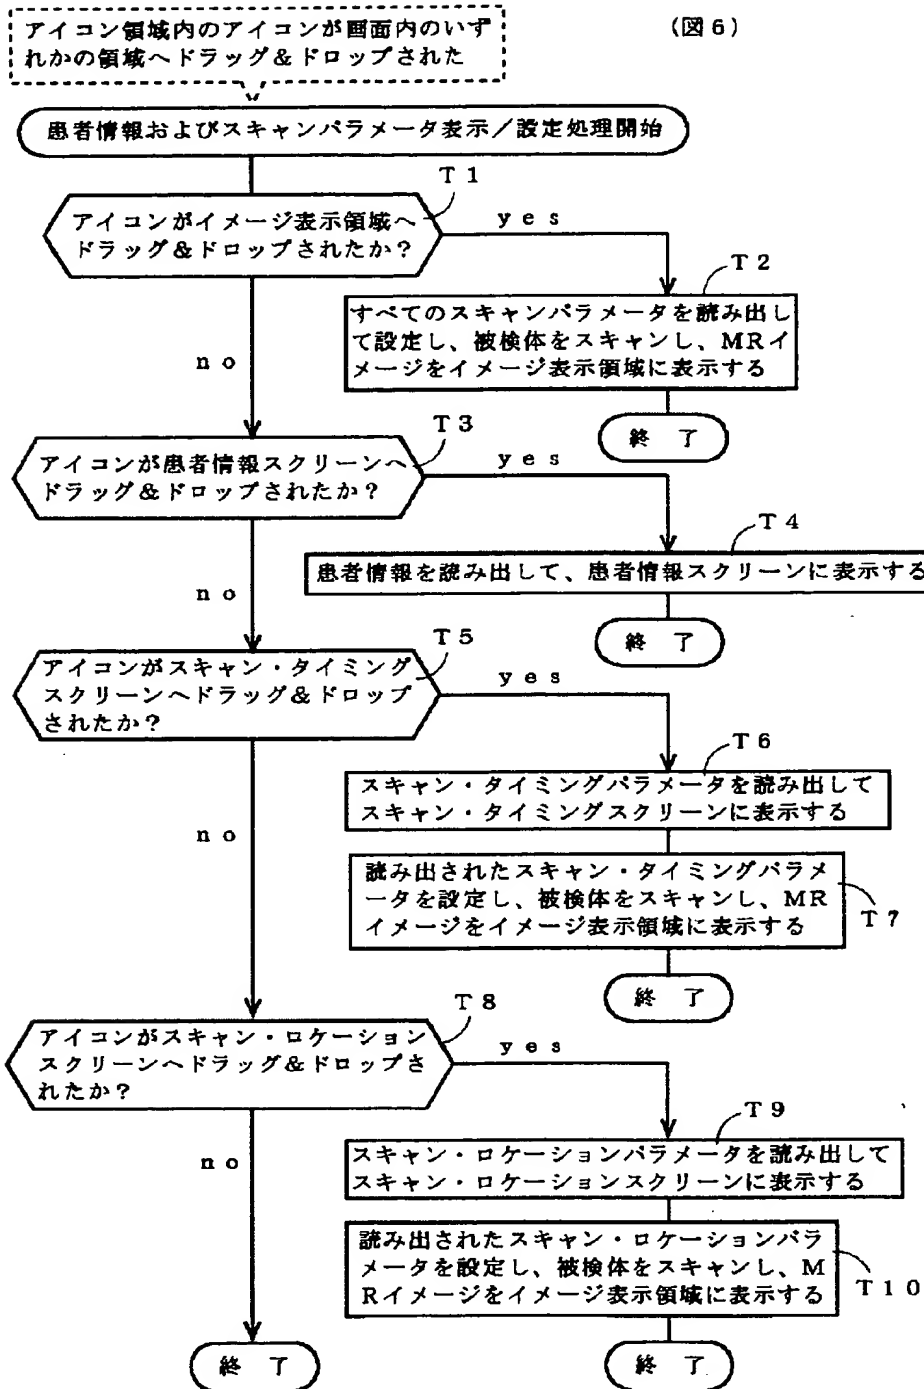 (図6)
アイコン領域内のアイコンが画面内のいず
れかの領域へドラッグ&ドロップされた
患者情報およびスキャンパラメータ表示/設定処理開始
T1
アイコンがイメージ表示領域へ
ドラッグ&ドロップされたか?
yes
T2
すべてのスキャンパラメータを読み出し
て設定し、被検体をスキャンし、MRイ
メージをイメージ表示領域に表示する
no
終 了
T3
アイコンが患者情報スクリーンへ
ドラッグ&ドロップされたか?
yes
T4
患者情報を読み出して、患者情報スクリーンに表示する
no
終 了
T5
アイコンがスキャン・タイミング
スクリーンへドラッグ&ドロップ
されたか?
yes
T6
スキャン・タイミングパラメータを読み出して
スキャン・タイミングスクリーンに表示する
no
読み出されたスキャン・タイミングパラメ
ータを設定し、被検体をスキャンし、MR
イメージをイメージ表示領域に表示する
T7
終 了
T8
アイコンがスキャン・ロケーション
スクリーンへドラッグ&ドロップさ
れたか?
yes
T9
スキャン・ロケーションパラメータを読み出して
スキャン・ロケーションスクリーンに表示する
no
読み出されたスキャン・ロケーションパラ
メータを設定し、被検体をスキャンし、M
Rイメージをイメージ表示領域に表示する
T10
終 了
終 了